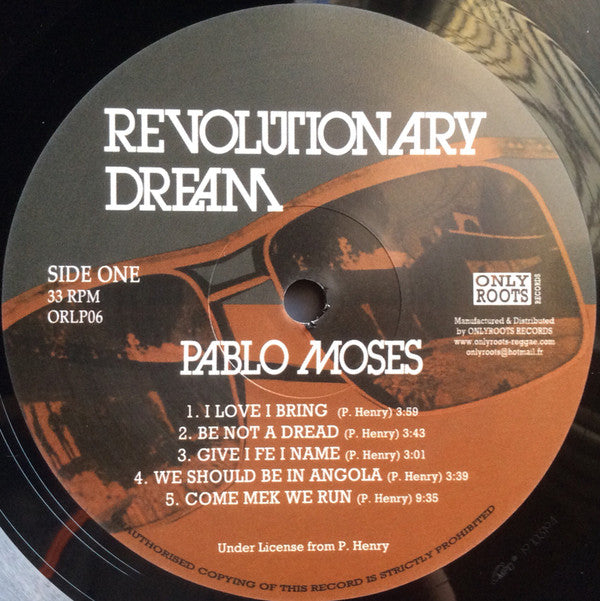 REVOLUTIONARY
DREAM
SIDE ONE
33 RPM
ORLP06
ONLY
ROOTS
RECORDS
Manufactured & Distributed
by ONLYROOTS RECORDS
www.onlyroots-reggae.com
onlyroots@hotmail.fr
PABLO MOSES
1. I LOVE I BRING (P. Henry) 3:59
2. BE NOT A DREAD (P. Henry) 3:43
3. GIVE I FE I NAME (P. Henry) 3:01
4. WE SHOULD BE IN ANGOLA (P. Henry) 3:39
5. COME MEK WE RUN (P. Henry) 9:35
Under License from P. Henry
AUTHORISED COPYING OF THIS RECORD IS STRICTLY PROHIBITED